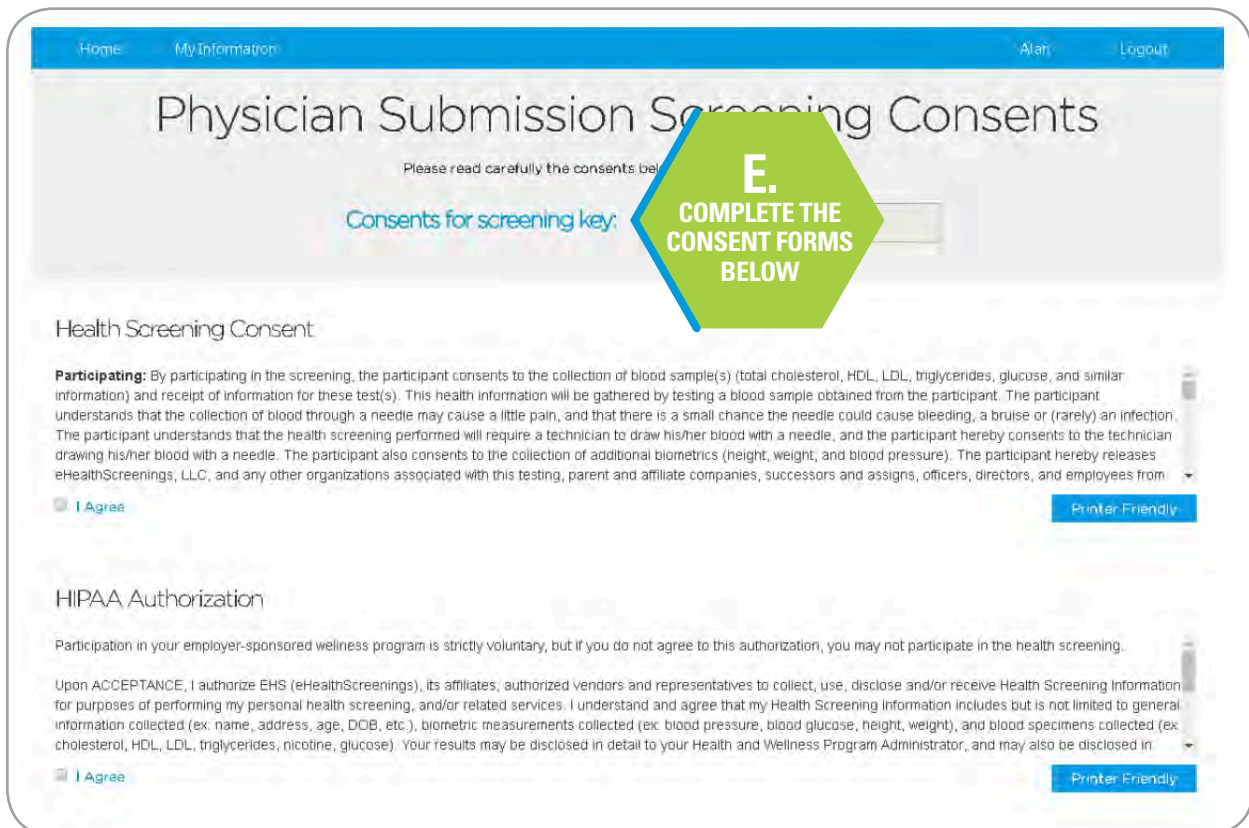 Home My Information Alan Logout
Physician Submission Screening Consents
Please read carefully the consents
Consents for screening key:
E.
COMPLETE THE
CONSENT FORMS
BELOW
Health Screening Consent
Participating: By participating in the screening, the participant consents to the collection of blood sample(s) (total cholesterol, HDL, LDL, triglycerides, glucose, and similar
information) and receipt of information for these test(s). This health information will be gathered by testing a blood sample obtained from the participant. The participant
understands that the collection of blood through a needle may cause a little pain, and that there is a small chance the needle could cause bleeding, a bruise or (rarely) an infection.
The participant understands that the health screening performed will require a technician to draw his/her blood with a needle, and the participant hereby consents to the technician
drawing his/her blood with a needle. The participant also consents to the collection of additional biometrics (height, weight, and blood pressure). The participant hereby releases
eHealthScreenings, LLC, and any other organizations associated with this testing, parent and affiliate companies, successors and assigns, officers, directors, and employees from
I Agree
Printer Friendly
HIPAA Authorization
Participation in your employer-sponsored wellness program is strictly voluntary, but if you do not agree to this authorization, you may not participate in the health screening.
Upon ACCEPTANCE, I authorize EHS (eHealthScreenings), its affiliates, authorized vendors and representatives to collect, use, disclose and/or receive Health Screening Information
for purposes of performing my personal health screening, and/or related services. I understand and agree that my Health Screening Information includes but is not limited to general
information collected (ex. name, address, age, DOB, etc.), biometric measurements collected (ex. blood pressure, blood glucose, height, weight), and blood specimens collected (ex.
cholesterol, HDL, LDL, triglycerides, nicotine, glucose). Your results may be disclosed in detail to your Health and Wellness Program Administrator, and may also be disclosed in
I Agree
Printer Friendly